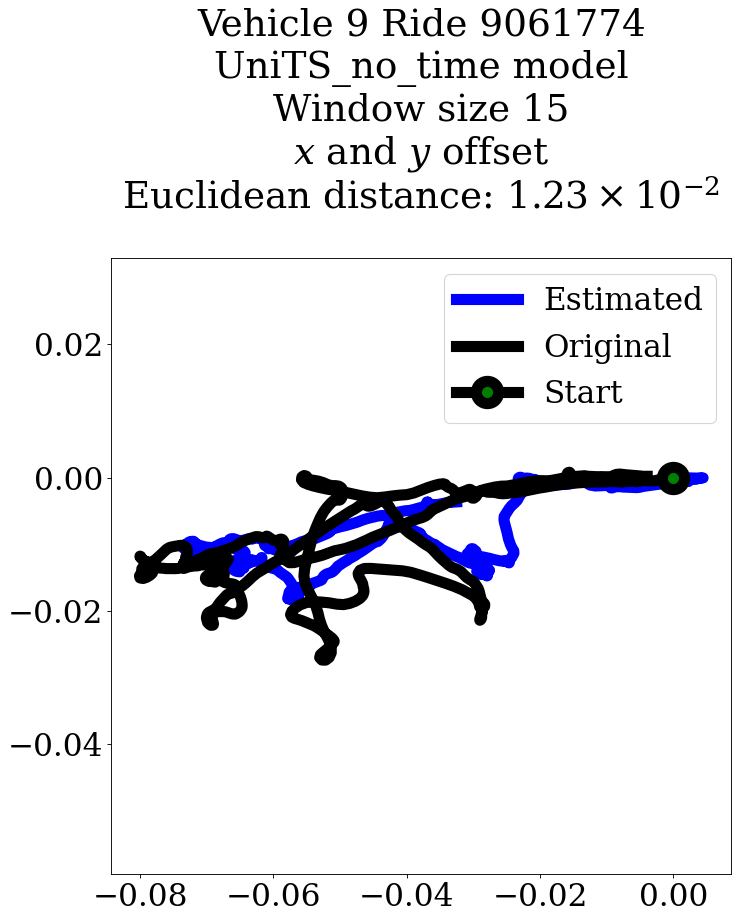 Vehicle 9 Ride 9061774
UniTS_no_time model
Window size 15
x and y offset
Euclidean distance: 1.23 × 10⁻²
Estimated
Original
Start
0.02
0.00
−0.02
−0.04
−0.08
−0.06
−0.04
−0.02
0.00